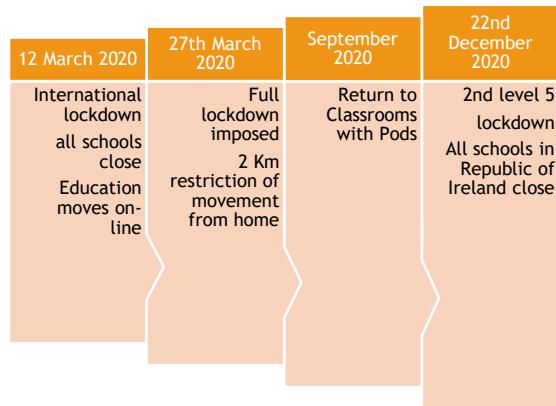 12 March 2020
International
lockdown
all schools
close
Education
moves on-
line
27th March
2020
Full
lockdown
imposed
2 Km
restriction of
movement
from home
September
2020
Return to
Classrooms
with Pods
22nd
December
2020
2nd level 5
lockdown
All schools in
Republic of
Ireland close